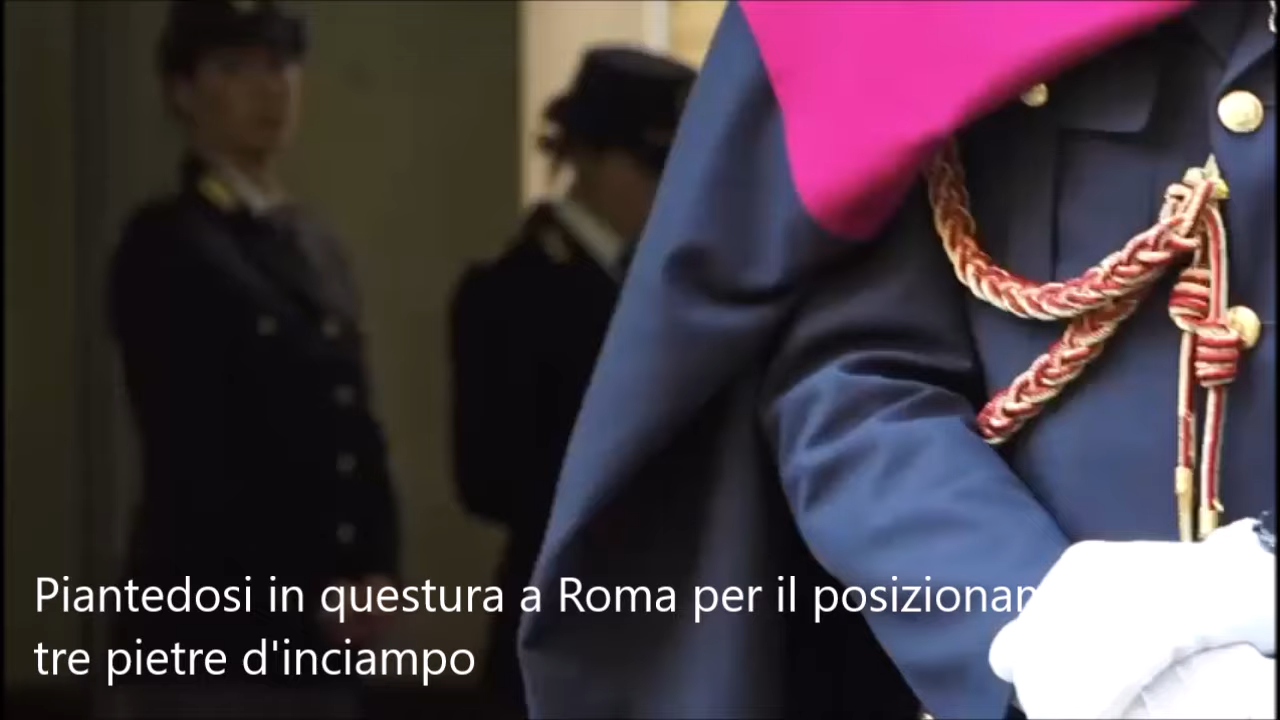 Piantedosi in questura a Roma per il posizionam
tre pietre d'inciampo